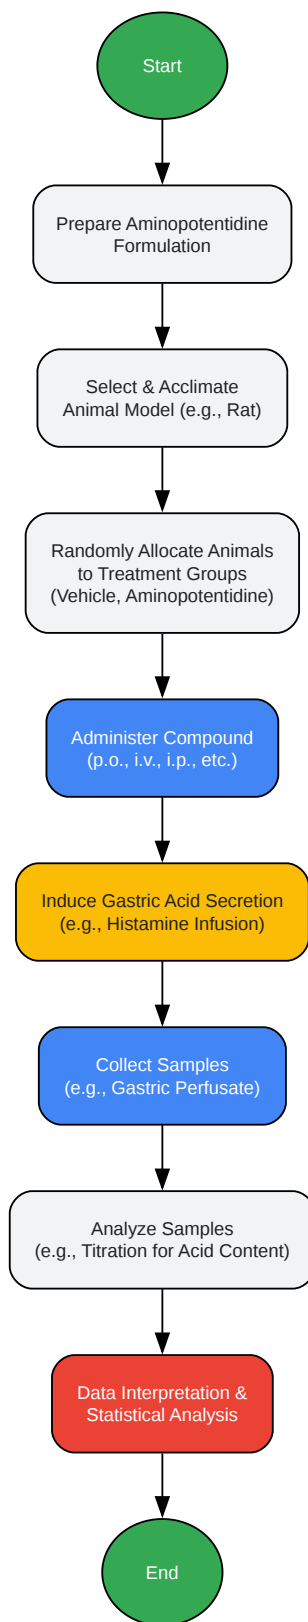 Start
Prepare Aminopotentidine
Formulation
Select & Acclimate
Animal Model (e.g., Rat)
Randomly Allocate Animals
to Treatment Groups
(Vehicle, Aminopotentidine)
Administer Compound
(p.o., i.v., i.p., etc.)
Induce Gastric Acid Secretion
(e.g., Histamine Infusion)
Collect Samples
(e.g., Gastric Perfusate)
Analyze Samples
(e.g., Titration for Acid Content)
Data Interpretation &
Statistical Analysis
End